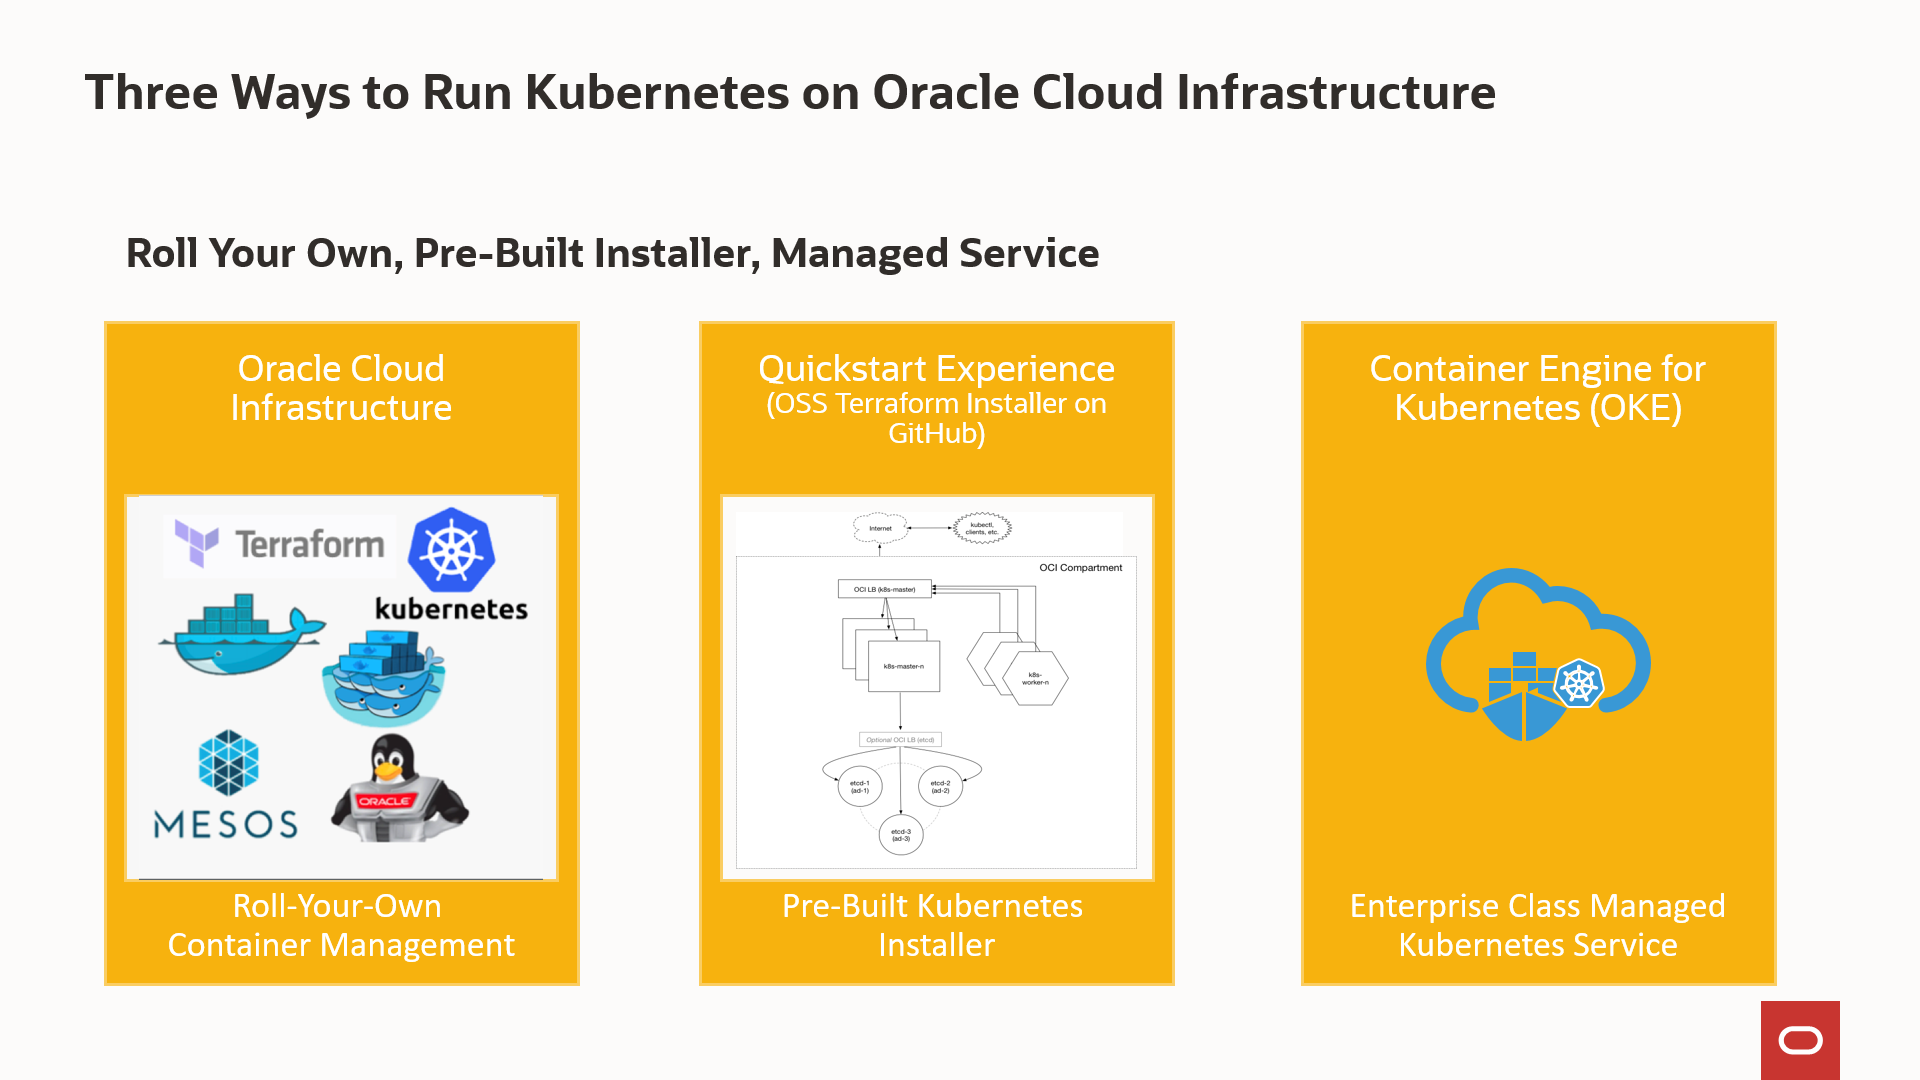 Three Ways to Run Kubernetes on Oracle Cloud Infrastructure
Roll Your Own, Pre-Built Installer, Managed Service
Oracle Cloud
Infrastructure
Terraform
kubernetes
MESOS
ORACLE
Roll-Your-Own
Container Management
Quickstart Experience
(OSS Terraform Installer on
GitHub)
Internet
kubectl,
clients, etc.
OCI Compartment
OCI LB (k8s-master)
k8s-master-n
k8s-
worker-n
Optional OCI LB (etcd)
etcd-1
(ad-1)
etcd-2
(ad-2)
etcd-3
(ad-3)
Pre-Built Kubernetes
Installer
Container Engine for
Kubernetes (OKE)
Enterprise Class Managed
Kubernetes Service